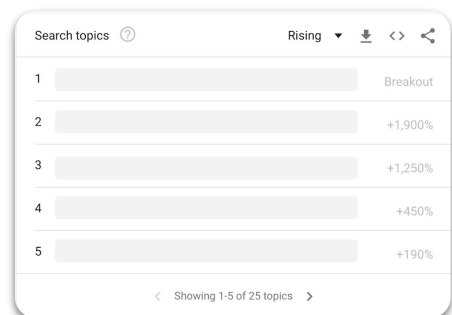 Search topics Rising
1 Breakout
2 +1,900%
3 +1,250%
4 +450%
5 +190%
Showing 1-5 of 25 topics